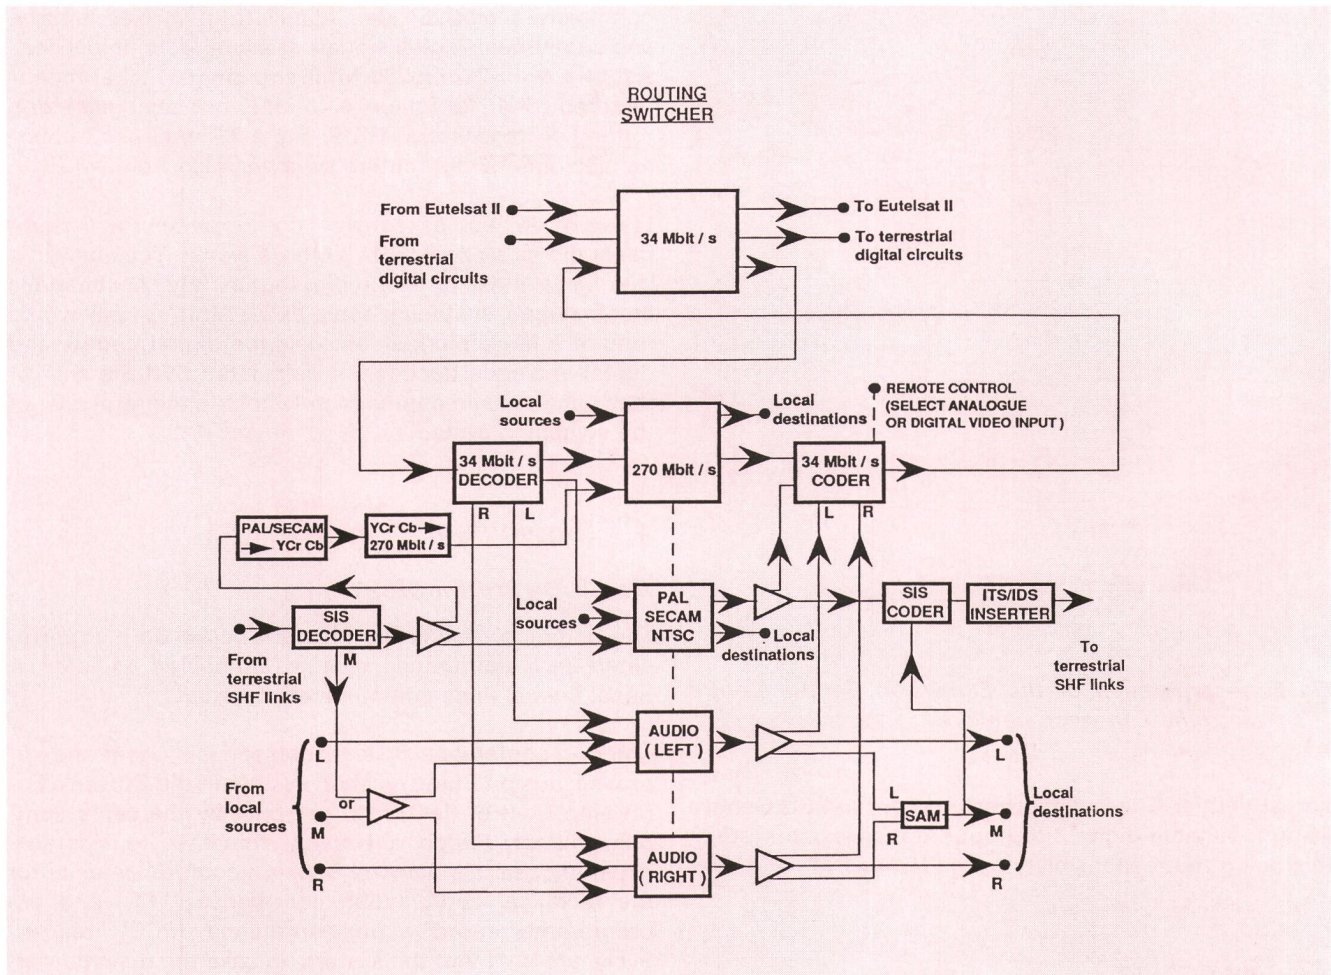 ROUTING
SWITCHER
From Eutelsat II
From
terrestrial
digital circuits
34 Mbit / s
To Eutelsat II
To terrestrial
digital circuits
REMOTE CONTROL
(SELECT ANALOGUE
OR DIGITAL VIDEO INPUT )
Local
sources
Local
destinations
34 Mbit / s
DECODER
270 Mbit / s
34 Mbit / s
CODER
R
L
L
R
PAL/SECAM
YCr Cb
YCr Cb
270 Mbit / s
SIS
DECODER
M
Local
sources
PAL
SECAM
NTSC
Local
destinations
SIS
CODER
ITS/IDS
INSERTER
From
terrestrial
SHF links
To
terrestrial
SHF links
From
local
sources
L
or
M
R
AUDIO
( LEFT )
AUDIO
( RIGHT )
L
SAM
R
L
M
R
Local
destinations